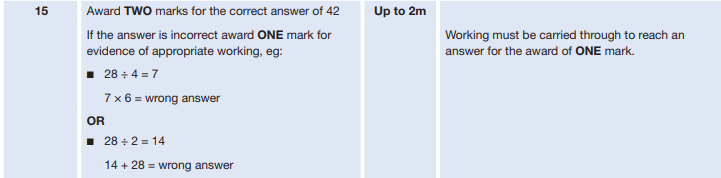 15
Award TWO marks for the correct answer of 42
Up to 2m
If the answer is incorrect award ONE mark for
evidence of appropriate working, eg:
■ 28 ÷ 4 = 7
7 × 6 = wrong answer
OR
■ 28 ÷ 2 = 14
14 + 28 = wrong answer
Working must be carried through to reach an
answer for the award of ONE mark.